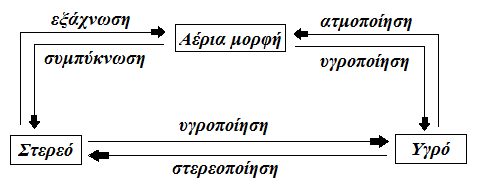 εξάχνωση
ατμοποίηση
Αέρια μορφή
συμπύκνωση
υγροποίηση
υγροποίηση
Στερεό
Υγρό
στερεοποίηση